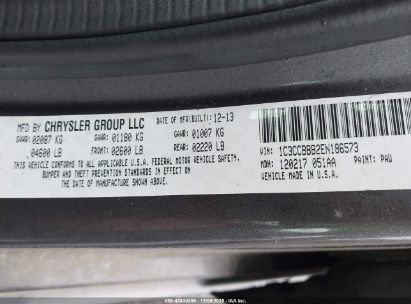 MFD BY CHRYSLER GROUP LLC DATE OF MFR(BUILT): 12-13
GVWR: 02087 KG GAWR: 01180 KG GAWR: 01007 KG
04600 LB FRONT: 02600 LB REAR: 02220 LB
THIS VEHICLE CONFORMS TO ALL APPLICABLE U.S.A. FEDERAL MOTOR VEHICLE SAFETY,
BUMPER AND THEFT PREVENTION STANDARDS IN EFFECT ON
THE DATE OF MFR SHOWN ABOVE.
VIN: 1C3CCBBB2EN186573
MDH: 120217 051AA PAINT: PAU
VEHICLE MADE IN U.S.A.